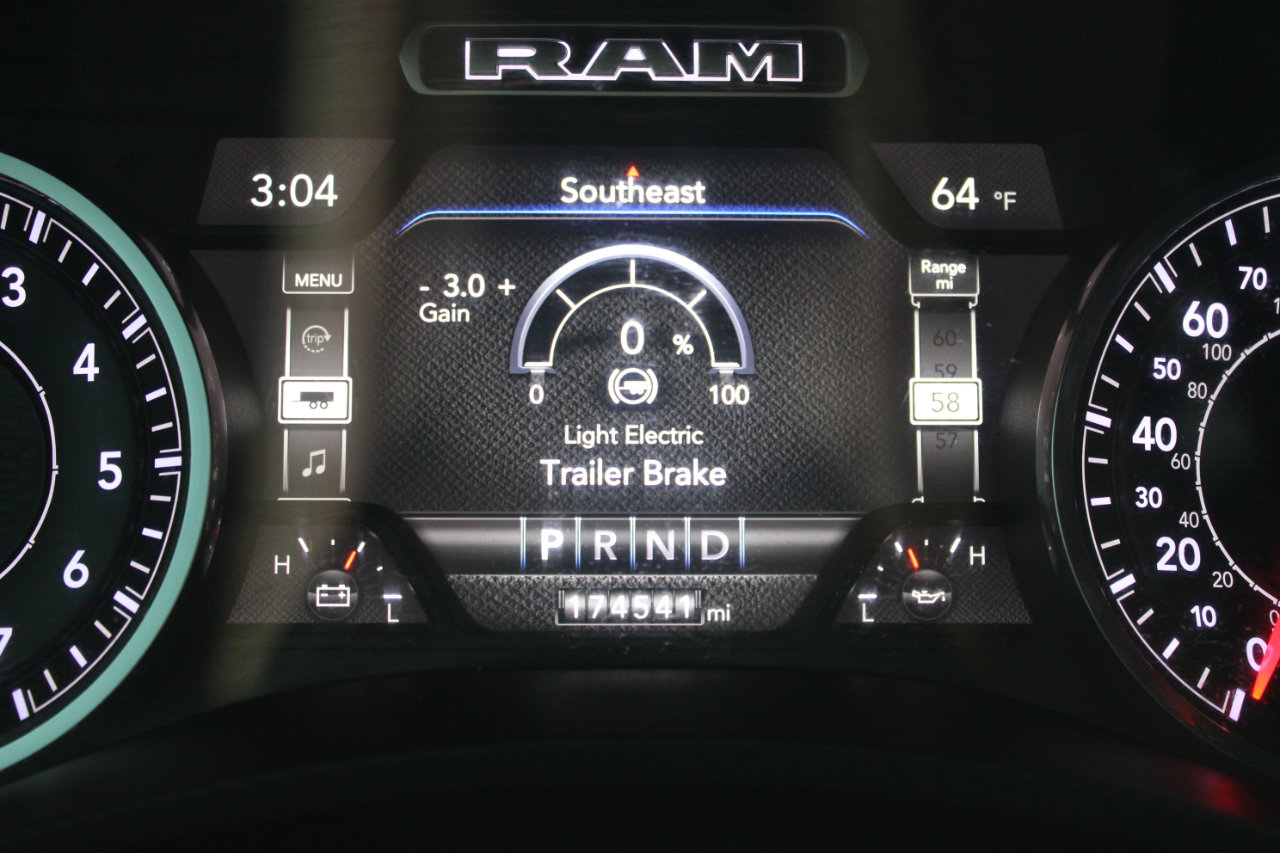 RAM
3:04
Southeast
64 °F
MENU
trip
- 3.0 +
Gain
0 %
0 100
Light Electric
Trailer Brake
Range
mi
60
59
58
57
P R N D
174541 mi
H L
L H
3
4
5
6
7
70
60
50
40
30
20
10
0
100
80
60
40
20
0